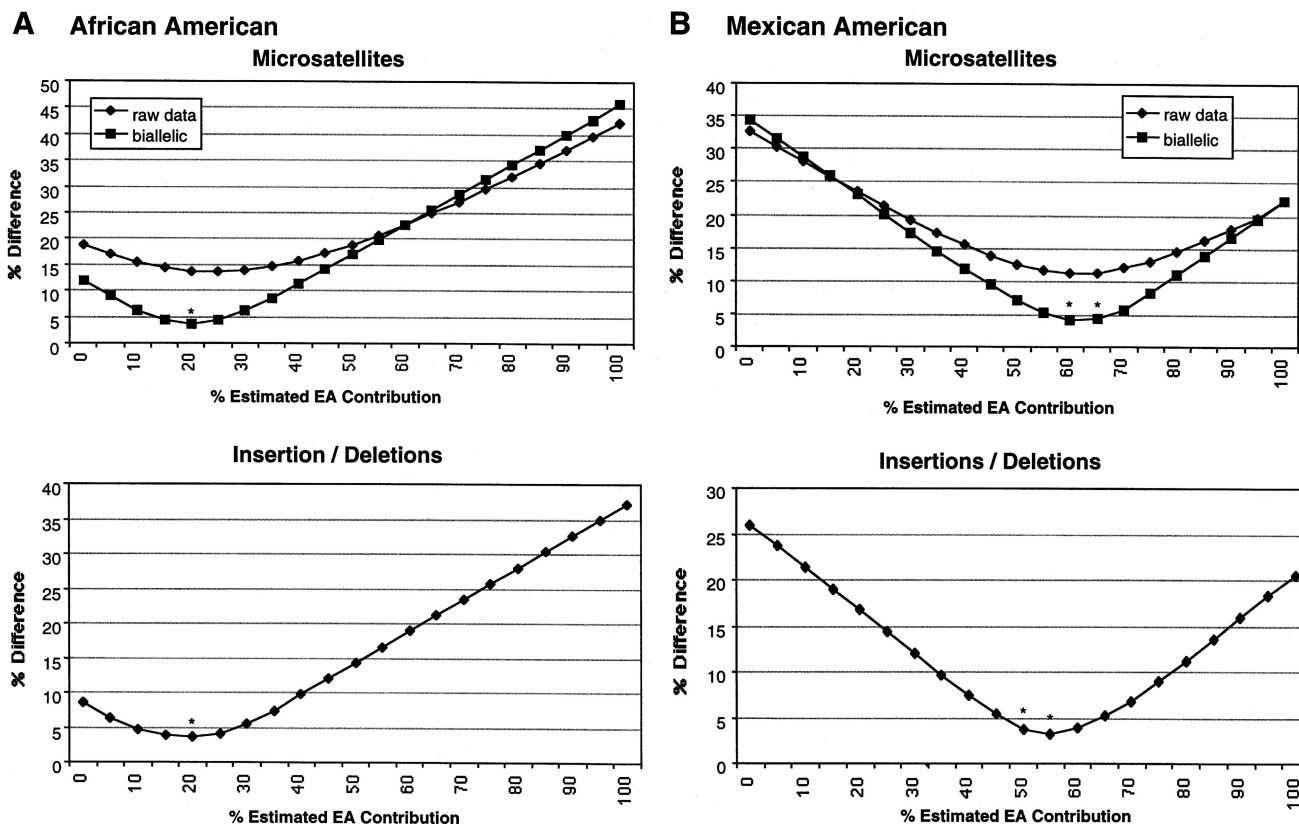 A African American
Microsatellites
% Difference
50
45
40
35
30
25
20
15
10
5
0
raw data
biallelic
*
0 10 20 30 40 50 60 70 80 90 100
% Estimated EA Contribution
Insertion / Deletions
% Difference
40
35
30
25
20
15
10
5
0
*
0 10 20 30 40 50 60 70 80 90 100
% Estimated EA Contribution
B Mexican American
Microsatellites
% Difference
40
35
30
25
20
15
10
5
0
raw data
biallelic
* *
0 10 20 30 40 50 60 70 80 90 100
% Estimated EA Contribution
Insertions / Deletions
% Difference
30
25
20
15
10
5
0
* *
0 10 20 30 40 50 60 70 80 90 100
% Estimated EA Contribution